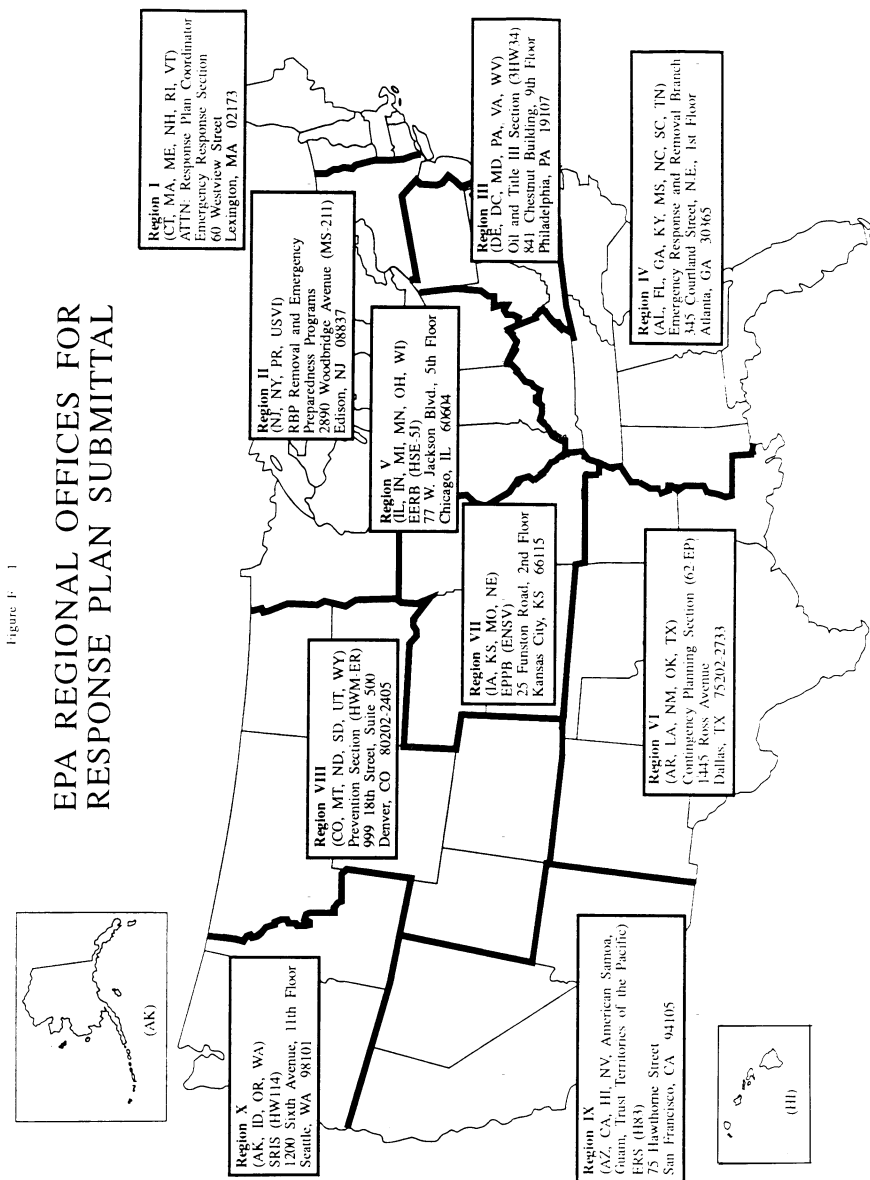 Figure F 1
EPA REGIONAL OFFICES FOR
RESPONSE PLAN SUBMITTAL
(AK)
Region X
(AK, ID, OR, WA)
SRIS (HW114)
1200 Sixth Avenue, 11th Floor
Seattle, WA 98101
Region VIII
(CO, MT, ND, SD, UT, WY)
Prevention Section (HWM-ER)
999 18th Street, Suite 500
Denver, CO 80202-2405
Region V
(IL, IN, MI, MN, OH, WI)
EERB (HSE-5J)
77 W. Jackson Blvd., 5th Floor
Chicago, IL 60604
Region II
(NJ, NY, PR, USVI)
RBP Removal and Emergency
Preparedness Programs
2890 Woodbridge Avenue (MS-211)
Edison, NJ 08837
Region I
(CT, MA, ME, NH, RI, VT)
ATTN: Response Plan Coordinator
Emergency Response Section
60 Westview Street
Lexington, MA 02173
Region VII
(IA, KS, MO, NE)
EPPB (ENSV)
25 Funston Road, 2nd Floor
Kansas City, KS 66115
Region III
(DE, DC, MD, PA, VA, WV)
Oil and Title III Section (3HW34)
841 Chestnut Building, 9th Floor
Philadelphia, PA 19107
Region IX
(AZ, CA, HI, NV, American Samoa,
Guam, Trust Territories of the Pacific)
ERS (H83)
75 Hawthorne Street
San Francisco, CA 94105
Region VI
(AR, LA, NM, OK, TX)
Contingency Planning Section (62 EP)
1445 Ross Avenue
Dallas, TX 75202-2733
Region IV
(AL, FL, GA, KY, MS, NC, SC, TN)
Emergency Response and Removal Branch
345 Courtland Street, N.E., 1st Floor
Atlanta, GA 30365
(HI)